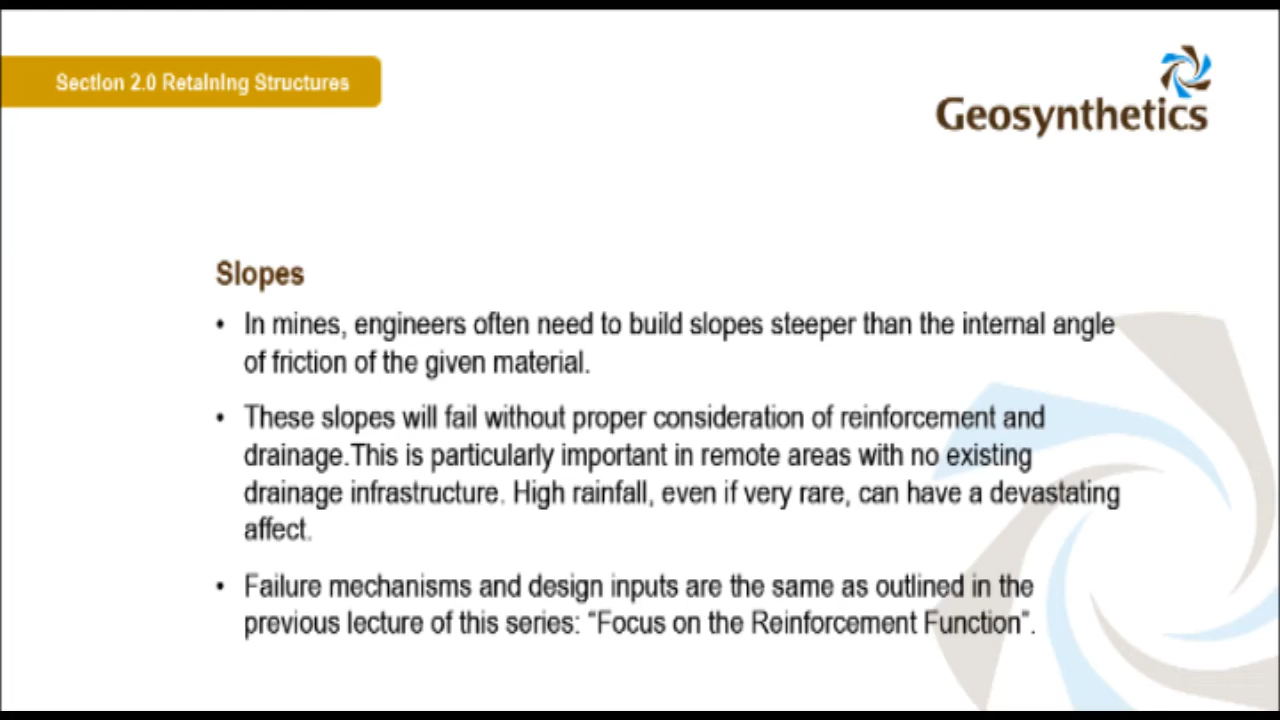 Section 2.0 Retaining Structures
Geosynthetics
Slopes
• In mines, engineers often need to build slopes steeper than the internal angle
of friction of the given material.
• These slopes will fail without proper consideration of reinforcement and
drainage.This is particularly important in remote areas with no existing
drainage infrastructure. High rainfall, even if very rare, can have a devastating
affect.
• Failure mechanisms and design inputs are the same as outlined in the
previous lecture of this series: “Focus on the Reinforcement Function”.